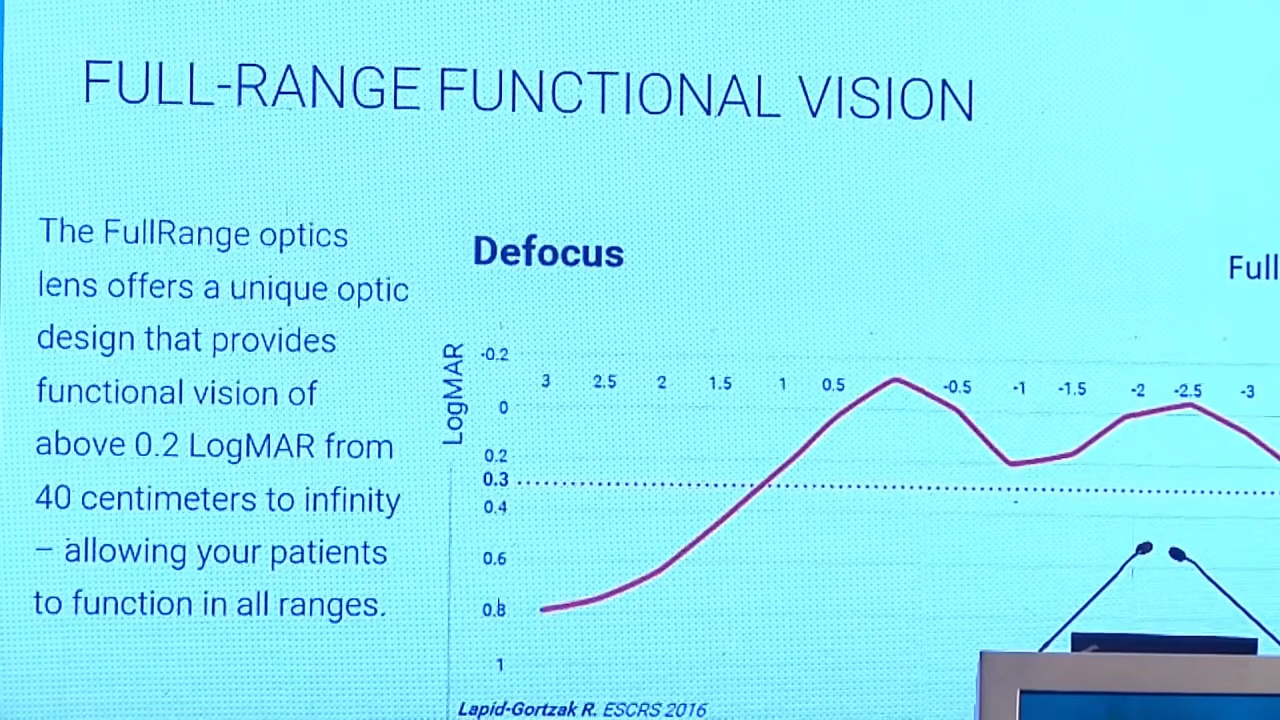 FULL-RANGE FUNCTIONAL VISION
The FullRange optics
lens offers a unique optic
design that provides
functional vision of
above 0.2 LogMAR from
40 centimeters to infinity
– allowing your patients
to function in all ranges.
Defocus
Full
LogMAR
-0.2
3 2.5 2 1.5 1 0.5 -0.5 -1 -1.5 -2 -2.5 -3
0
0.2
0.3
0.4
0.6
0.8
1
Lapid-Gortzak R. ESCRS 2016